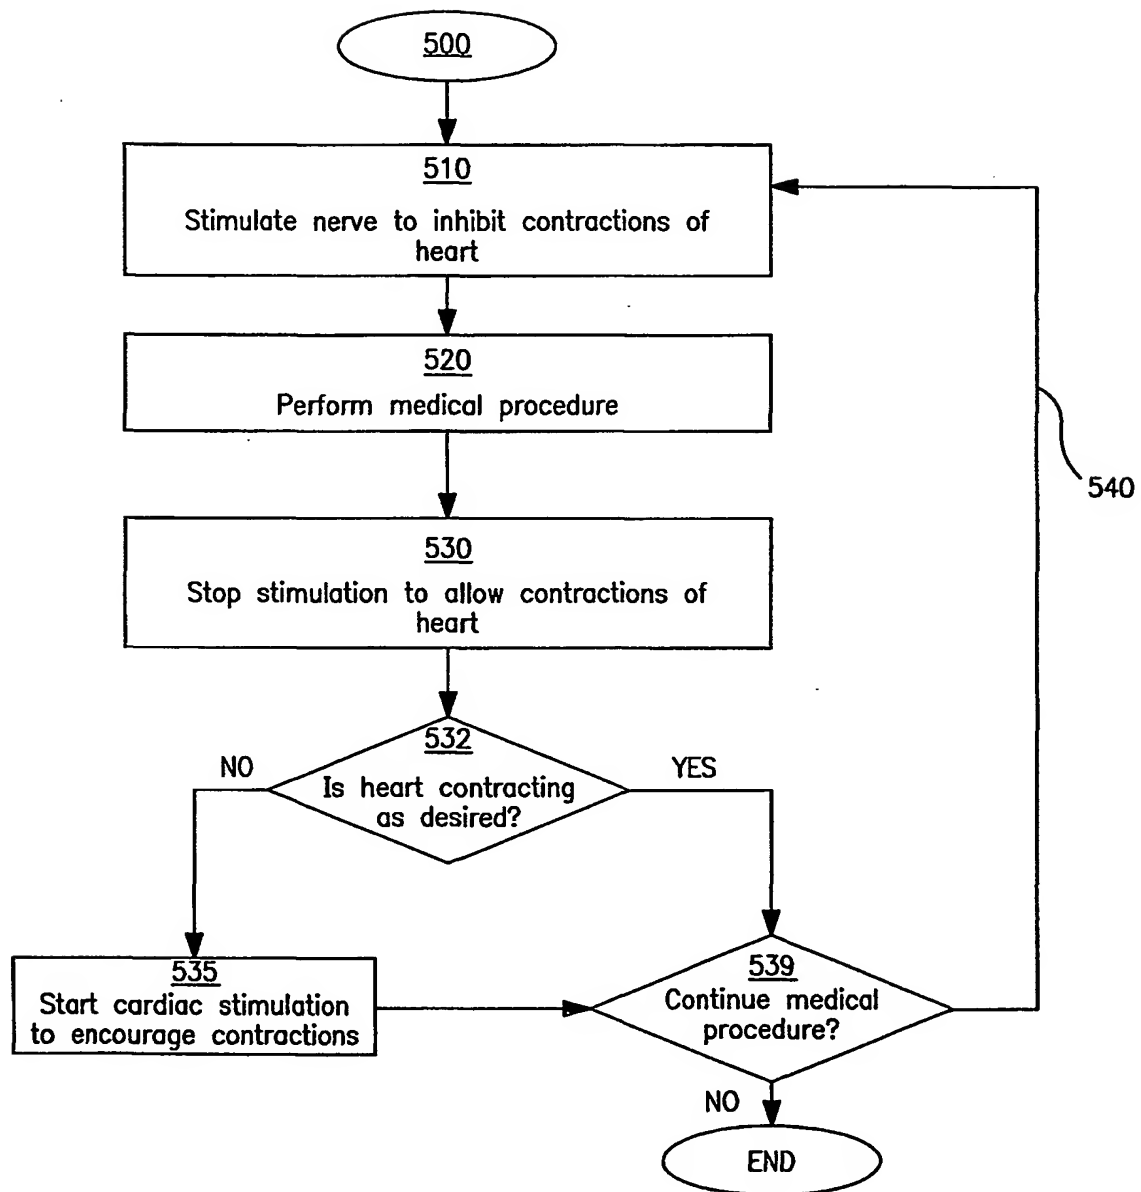 500
510
Stimulate nerve to inhibit contractions of
heart
520
Perform medical procedure
540
530
Stop stimulation to allow contractions of
heart
532
NO
YES
Is heart contracting
as desired?
535
Start cardiac stimulation
to encourage contractions
539
Continue medical
procedure?
NO
END